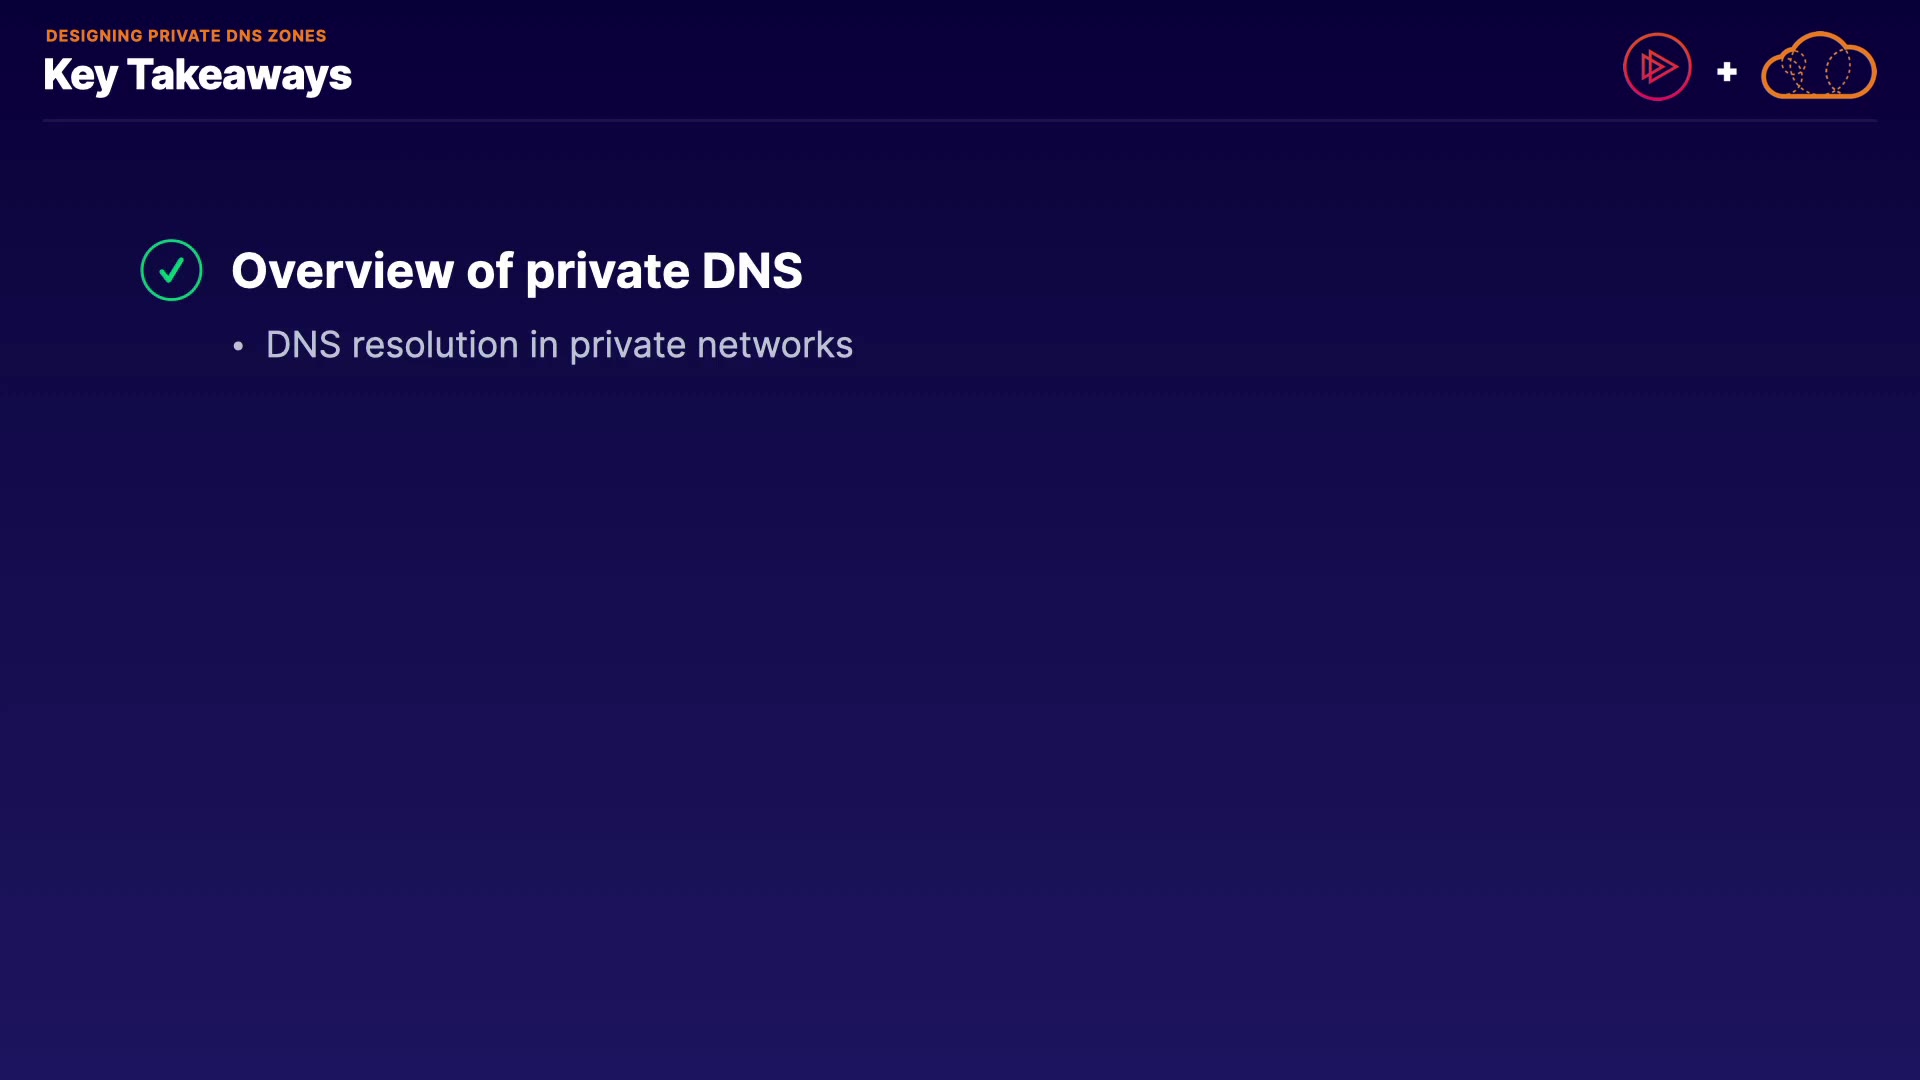 DESIGNING PRIVATE DNS ZONES
Key Takeaways
Overview of private DNS
• DNS resolution in private networks